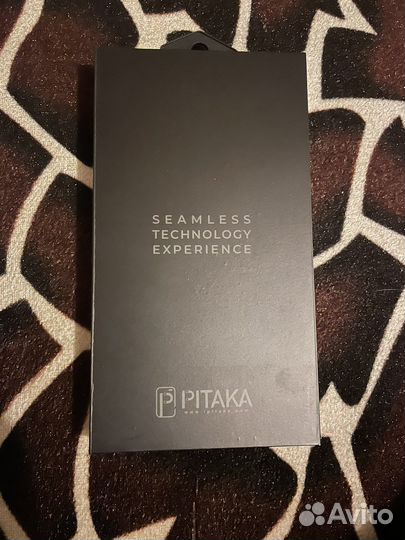 SEAMLESS
TECHNOLOGY
EXPERIENCE
PITAKA
www.ipitaka.com
Avito